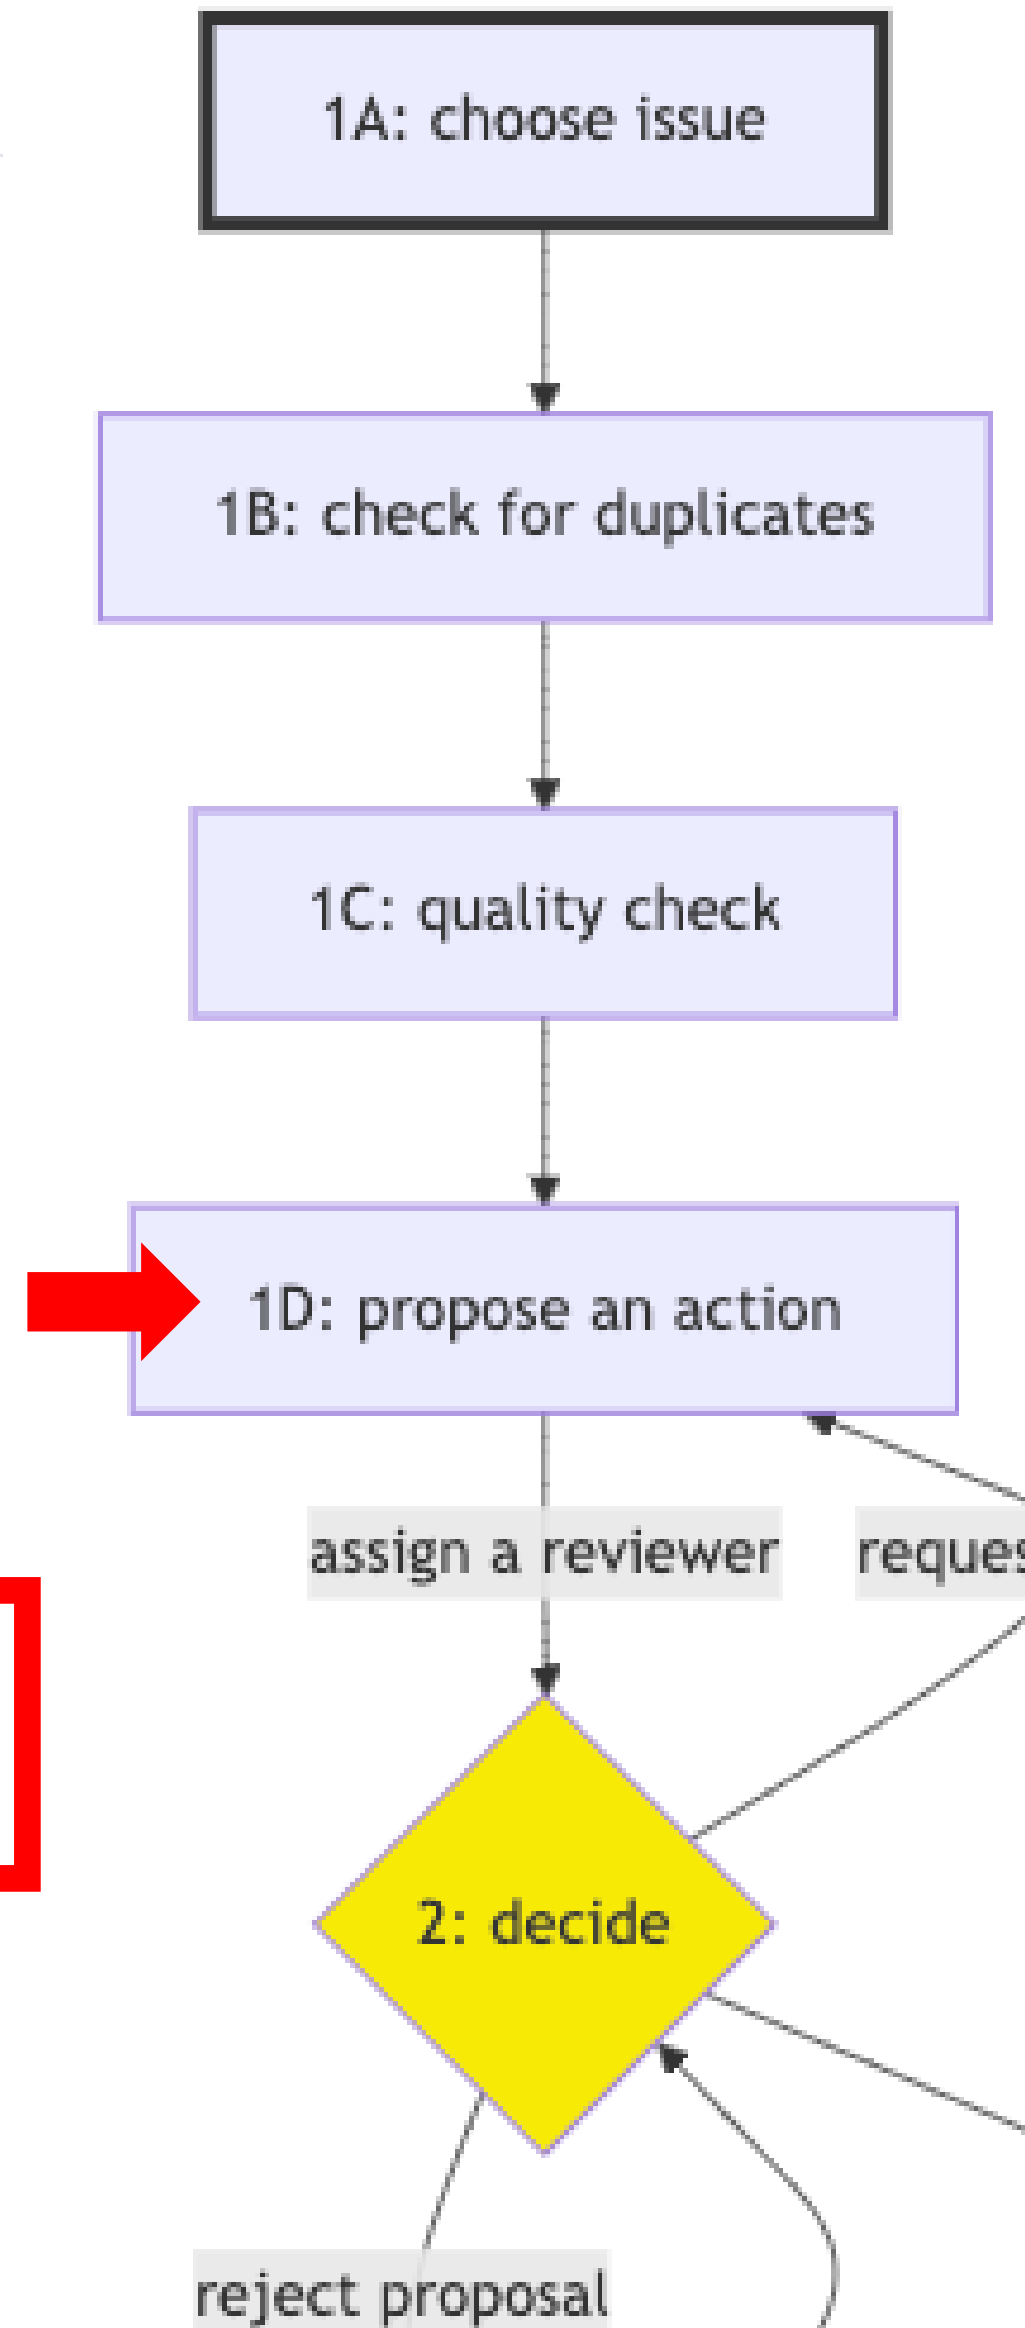 1A: choose issue
1B: check for duplicates
1C: quality check
1D: propose an action
assign a reviewer
2: decide
reject proposal